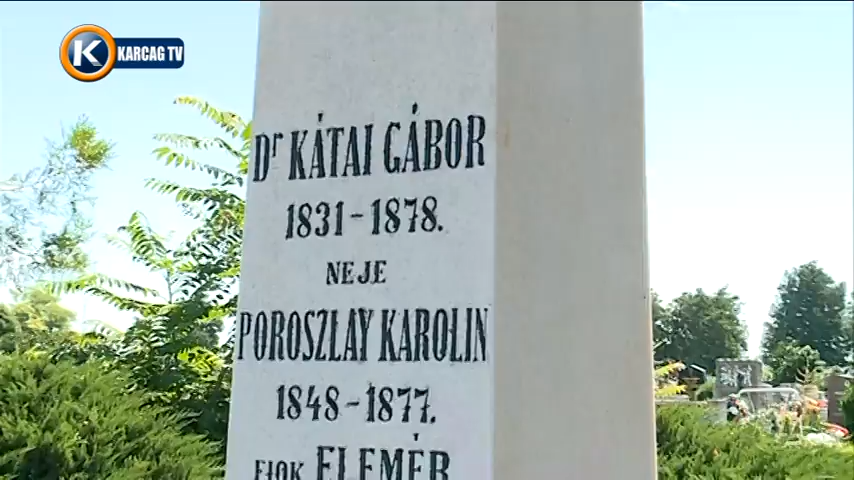 K KARCAG TV
Dr KÁTAI GÁBOR
1831-1878.
NEJE
POROSZLAY KAROLIN
1848-1877.
FIOK ELEMÉR